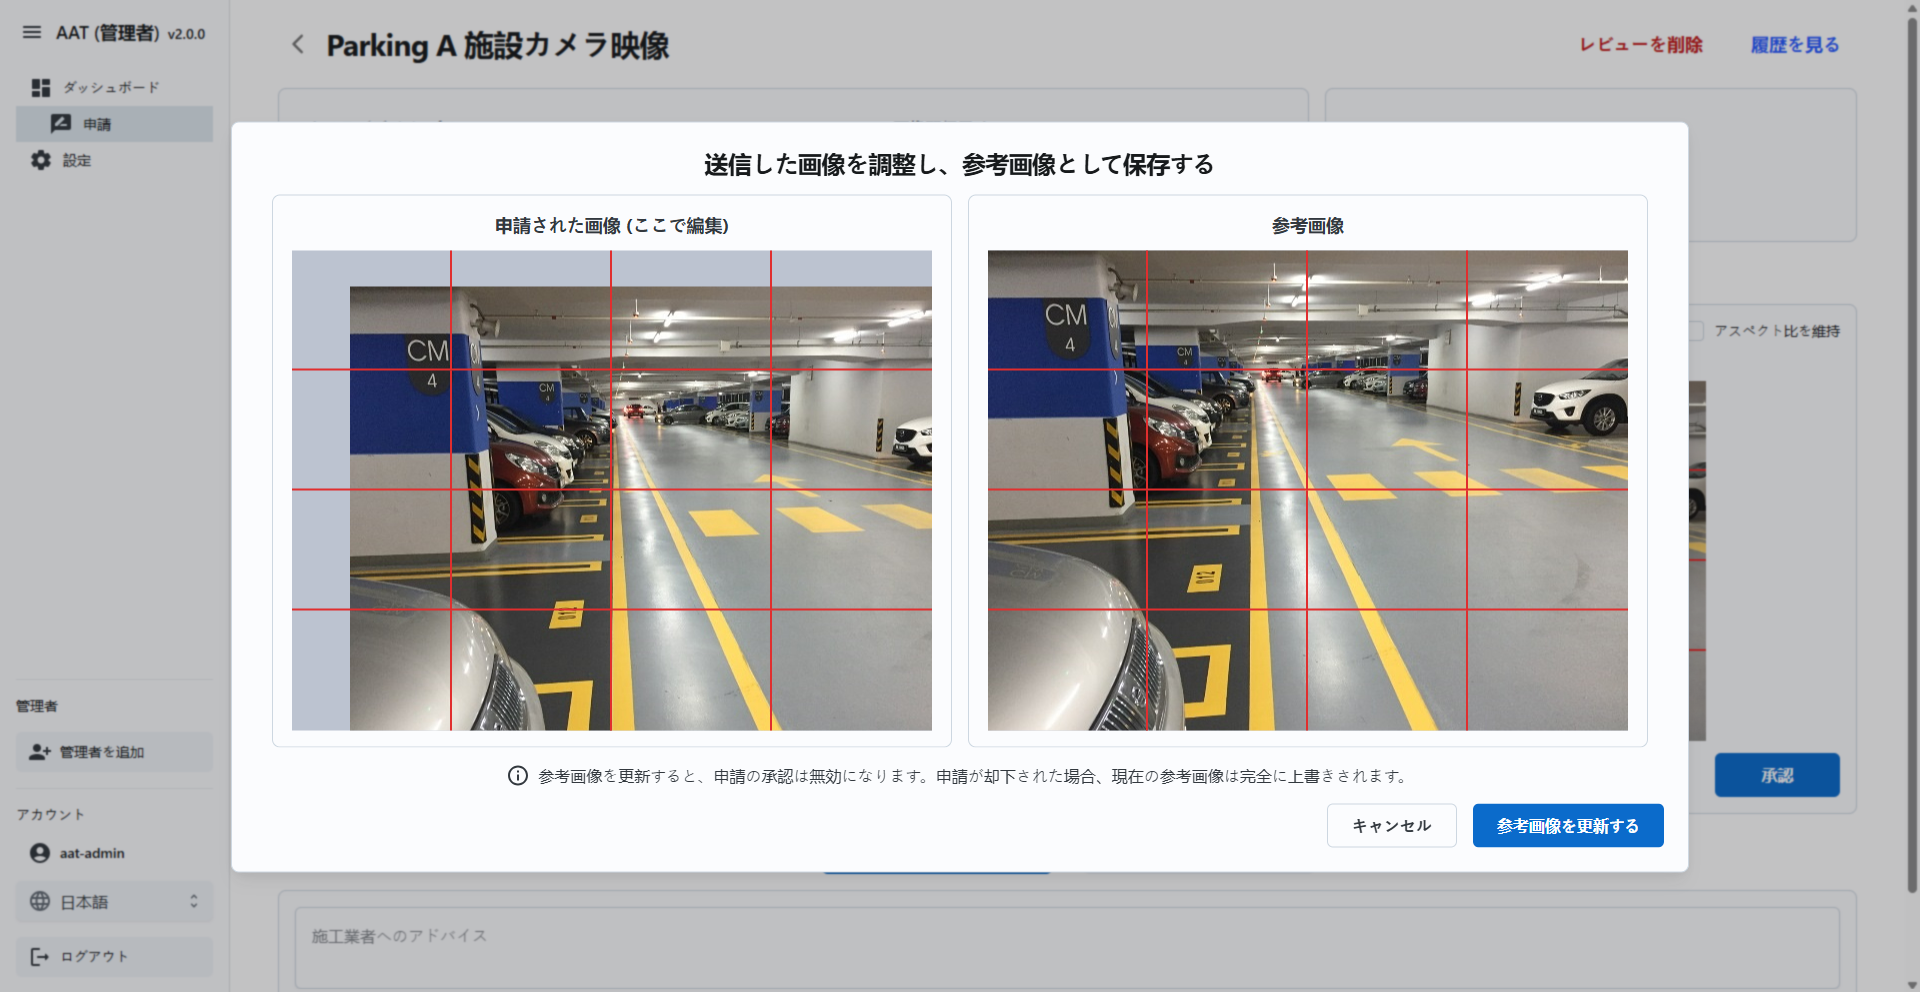 AAT (管理者) v2.0.0
ダッシュボード
申請
設定
管理者
管理者を追加
アカウント
aat-admin
日本語
ログアウト
Parking A 施設カメラ映像
レビューを削除
履歴を見る
送信した画像を調整し、参考画像として保存する
申請された画像 (ここで編集)
CM
4
CM
4
参考画像
CM
4
CM
4
アスペクト比を維持
参考画像を更新すると、申請の承認は無効になります。申請が却下された場合、現在の参考画像は完全に上書きされます。
キャンセル
参考画像を更新する
承認
施工業者へのアドバイス